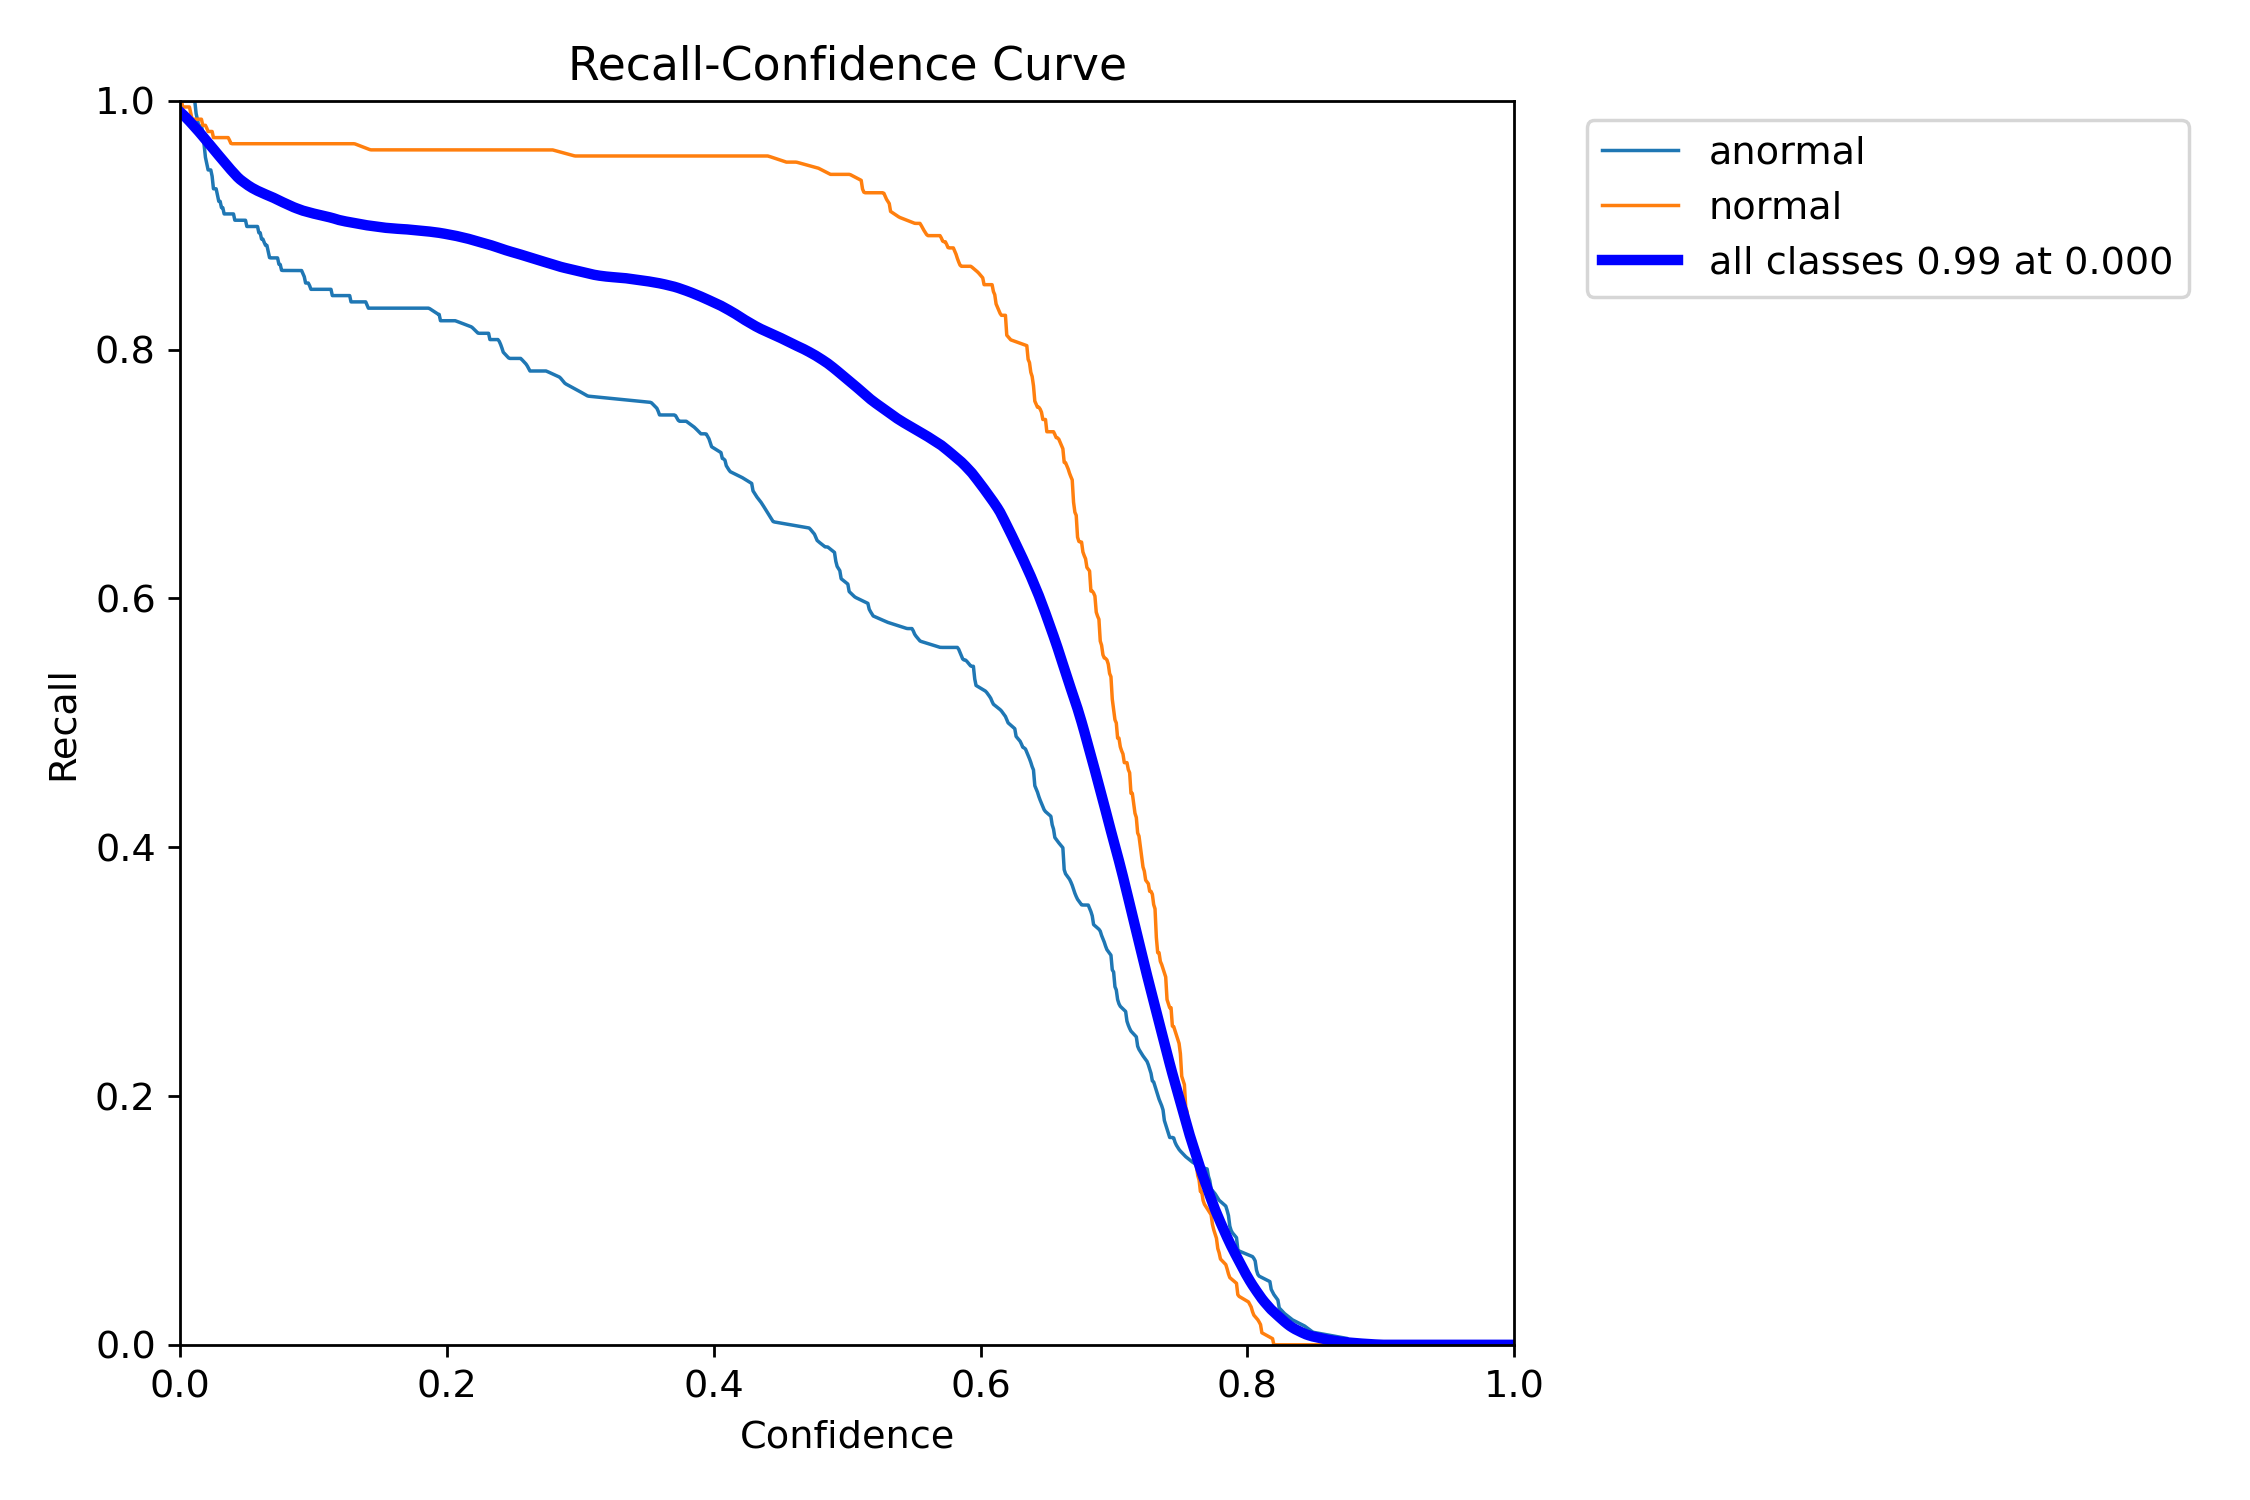 Recall-Confidence Curve
1.0
0.8
0.6
0.4
0.2
0.0
Recall
0.0 0.2 0.4 0.6 0.8 1.0
Confidence
anormal
normal
all classes 0.99 at 0.000